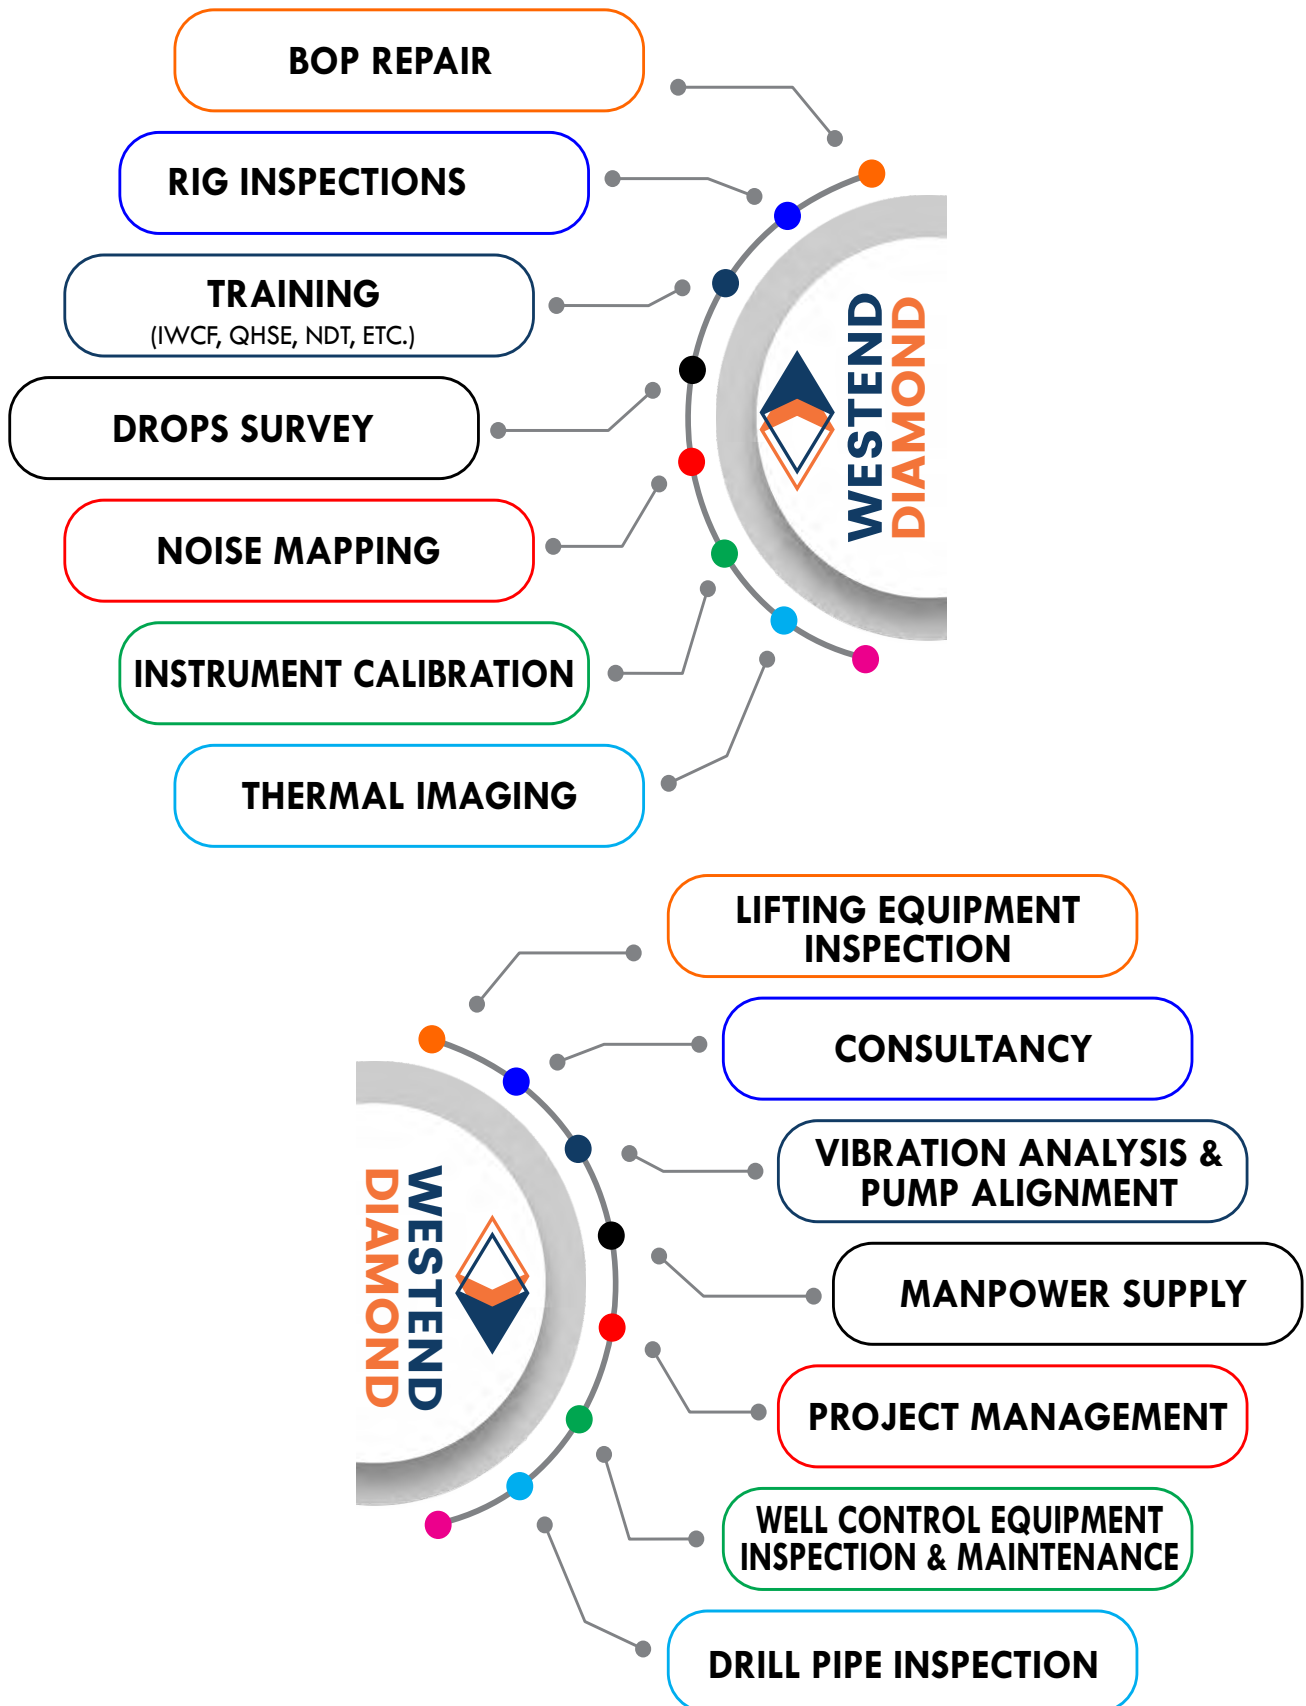 BOP REPAIR
RIG INSPECTIONS
TRAINING
(IWCF, QHSE, NDT, ETC.)
DROPS SURVEY
NOISE MAPPING
INSTRUMENT CALIBRATION
THERMAL IMAGING
WESTEND
DIAMOND
LIFTING EQUIPMENT
INSPECTION
CONSULTANCY
VIBRATION ANALYSIS &
PUMP ALIGNMENT
MANPOWER SUPPLY
PROJECT MANAGEMENT
WELL CONTROL EQUIPMENT
INSPECTION & MAINTENANCE
DRILL PIPE INSPECTION
WESTEND
DIAMOND